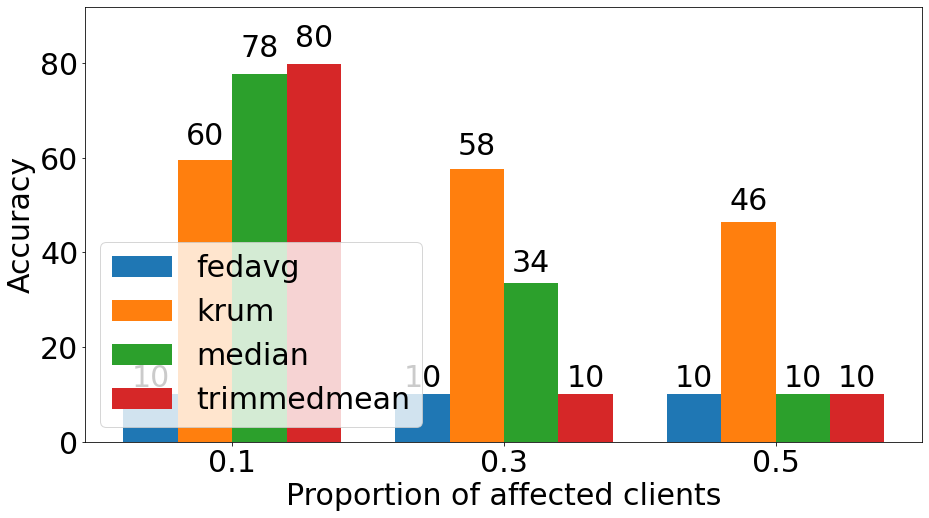 Accuracy
80
60
40
20
0
10 60 78 80
10 58 34 10
10 46 10 10
fedavg
krum
median
trimmedmean
0.1 0.3 0.5
Proportion of affected clients